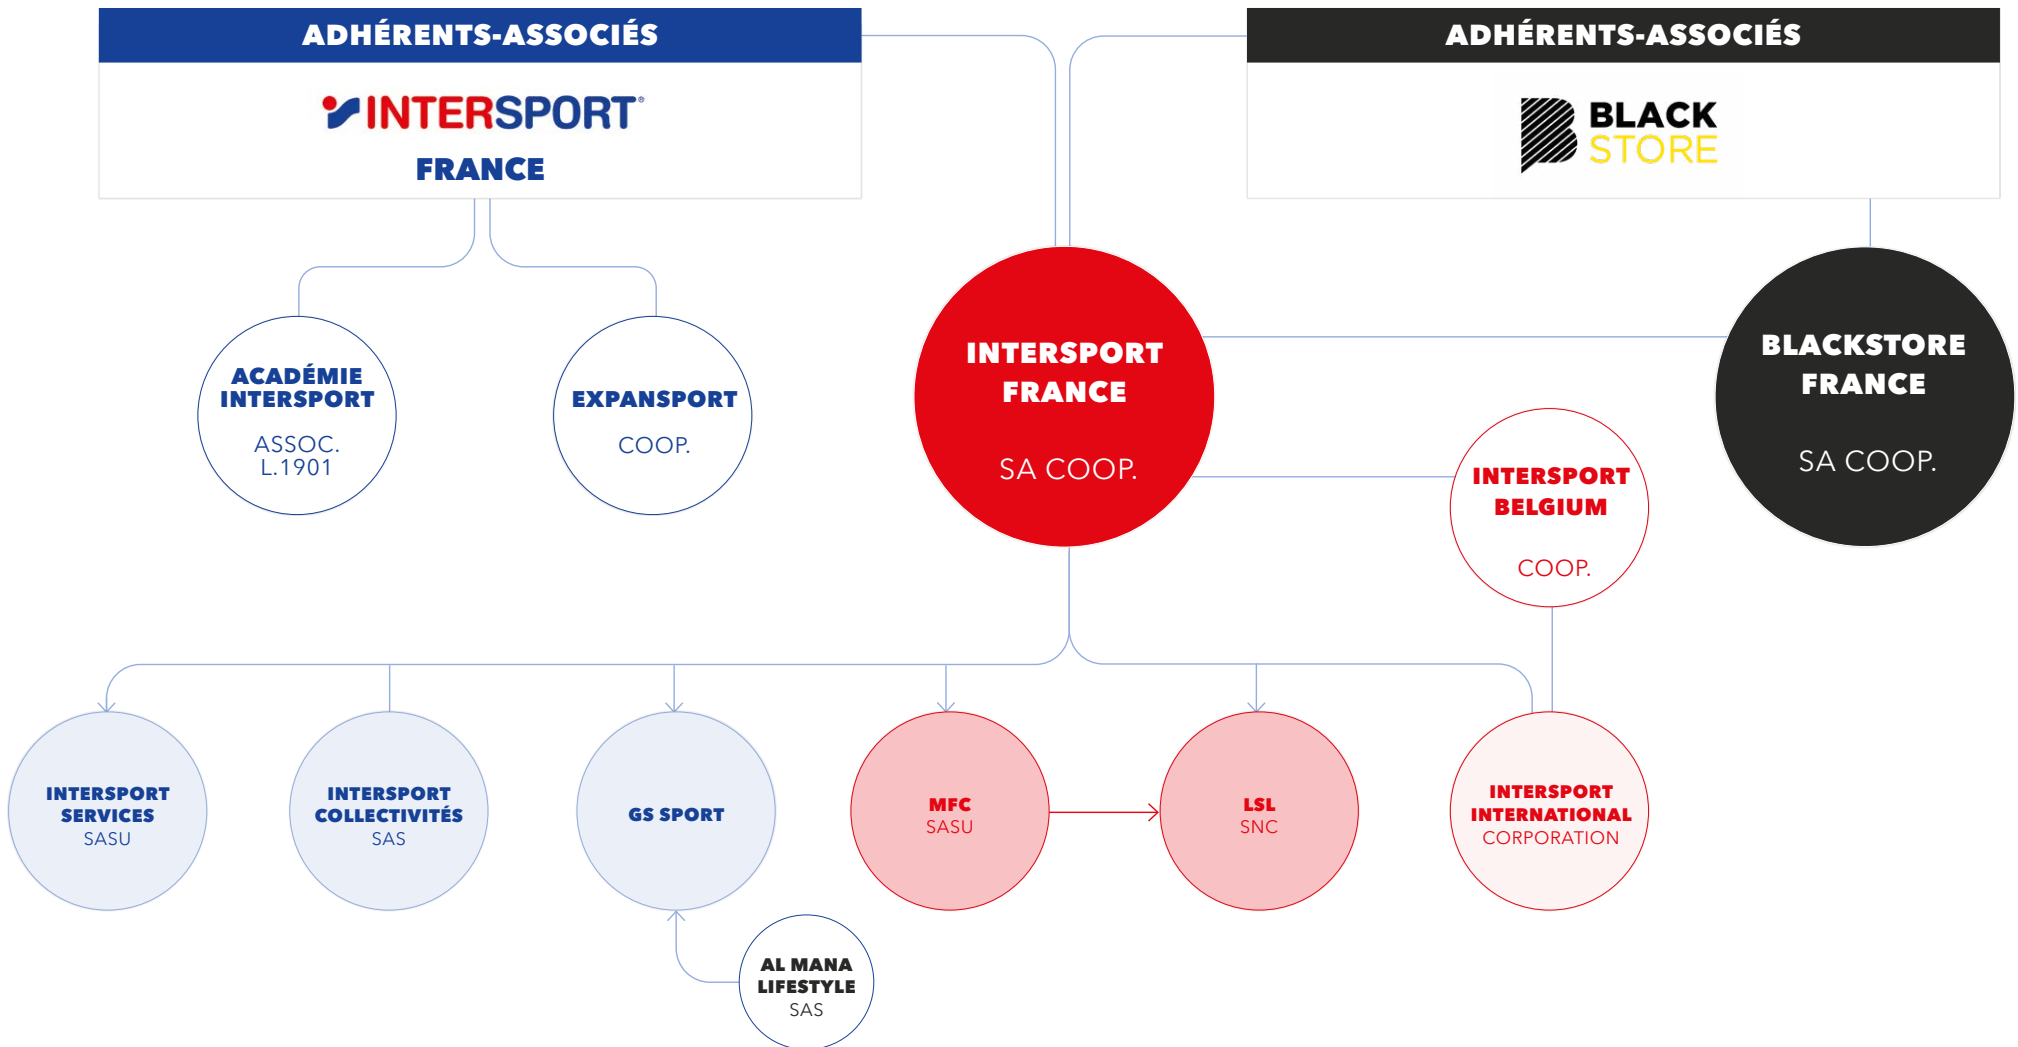 ADHÉRENTS-ASSOCIÉS
INTERSPORT®
FRANCE
ADHÉRENTS-ASSOCIÉS
BLACK
STORE
ACADÉMIE
INTERSPORT
ASSOC.
L.1901
EXPANSPORT
COOP.
INTERSPORT
FRANCE
SA COOP.
BLACKSTORE
FRANCE
SA COOP.
INTERSPORT
BELGIUM
COOP.
INTERSPORT
SERVICES
SASU
INTERSPORT
COLLECTIVITÉS
SAS
GS SPORT
MFC
SASU
LSL
SNC
INTERSPORT
INTERNATIONAL
CORPORATION
AL MANA
LIFESTYLE
SAS